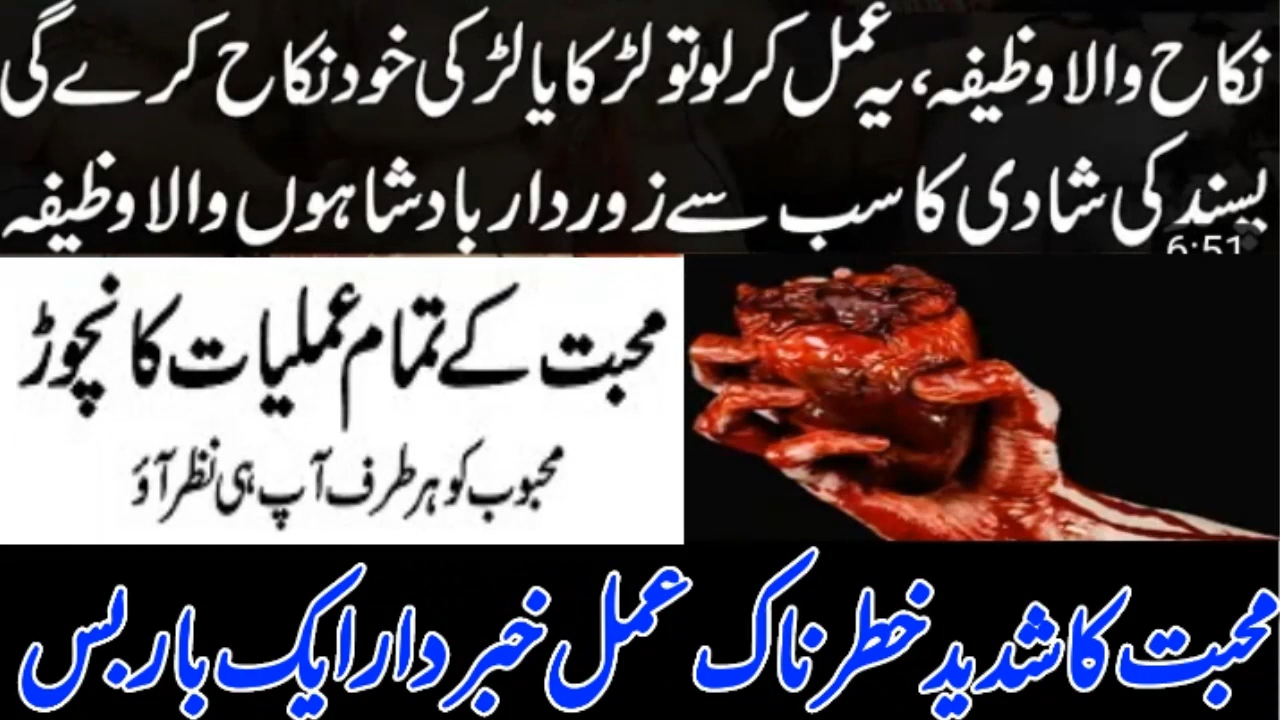 نکاح والا وظیفہ، یہ عمل کر لو تو لڑکا یا لڑکی خود نکاح کرے گی
پسند کی شادی کا سب سے زوردار بادشاہوں والا وظیفہ
6:51
محبت کے تمام عملیات کا نچوڑ
محبوب کو ہر طرف آپ ہی نظر آؤ
محبت کا شدید خطرناک عمل خبردار ایک بار بس